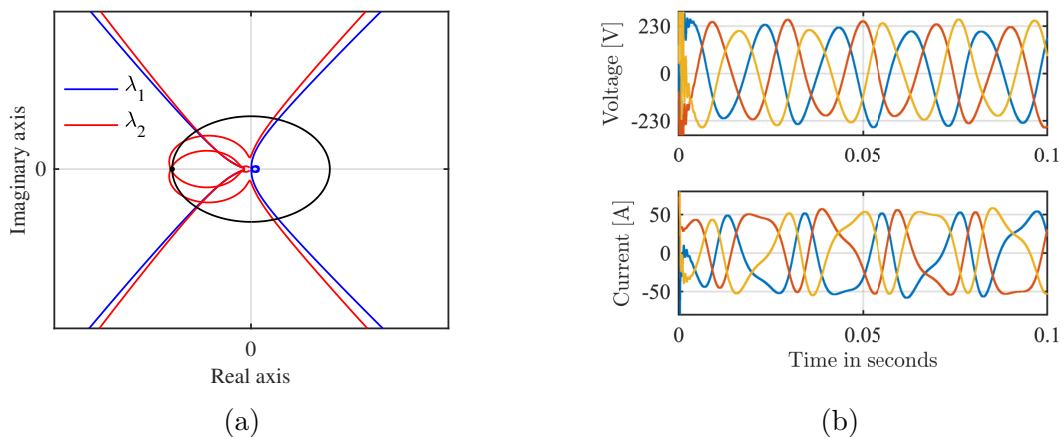 λ1
λ2
Imaginary axis
0
0
Real axis
(a)
Voltage [V]
230
0
-230
0
0.05
0.1
Current [A]
50
0
-50
0
0.05
0.1
Time in seconds
(b)